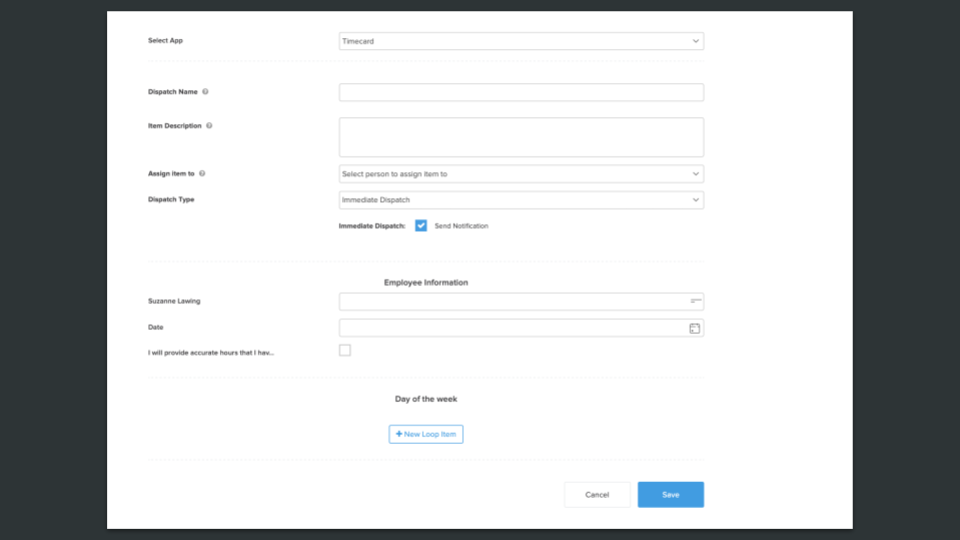 Select App
Timecard
Dispatch Name
Item Description
Assign item to
Select person to assign item to
Dispatch Type
Immediate Dispatch
Immediate Dispatch: Send Notification
Employee Information
Suzanne Lawing
Date
I will provide accurate hours that I hav...
Day of the week
+ New Loop Item
Cancel
Save